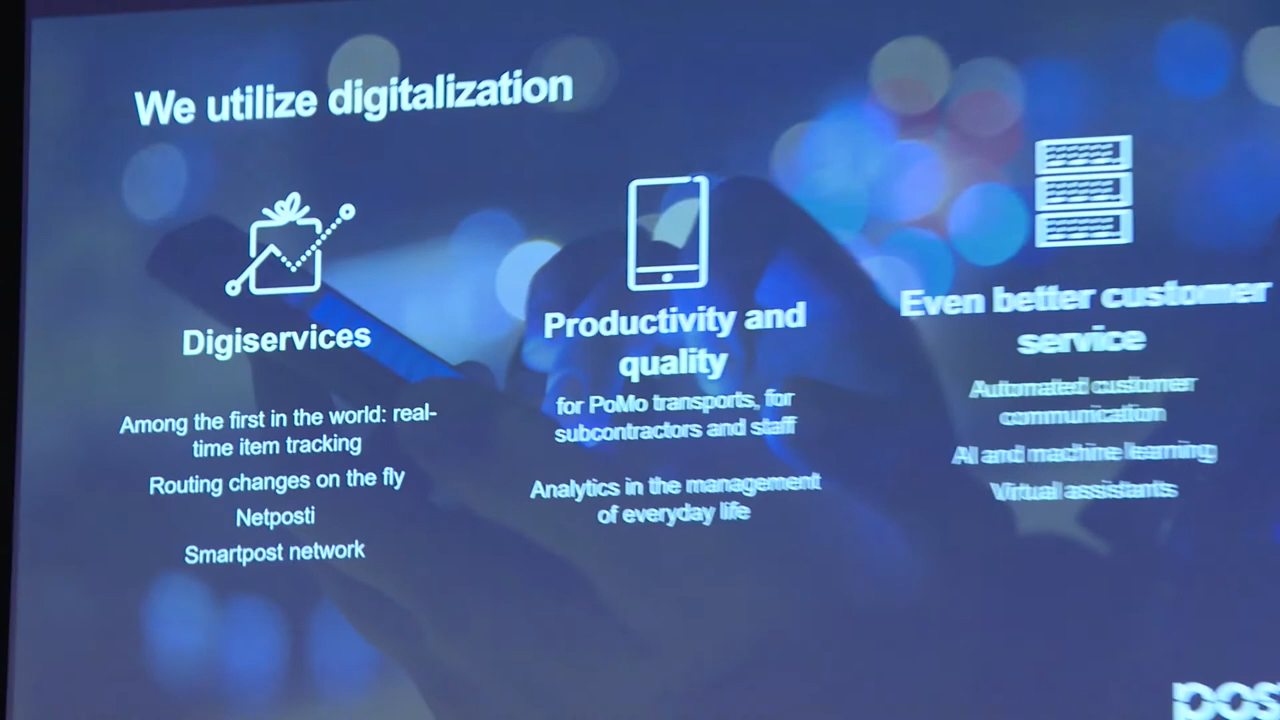 We utilize digitalization
Digiservices
Among the first in the world: real-
time item tracking
Routing changes on the fly
Netposti
Smartpost network
Productivity and
quality
for PoMo transports, for
subcontractors and staff
Analytics in the management
of everyday life
Even better customer
service
Automated customer
communication
AI and machine learning
Virtual assistants